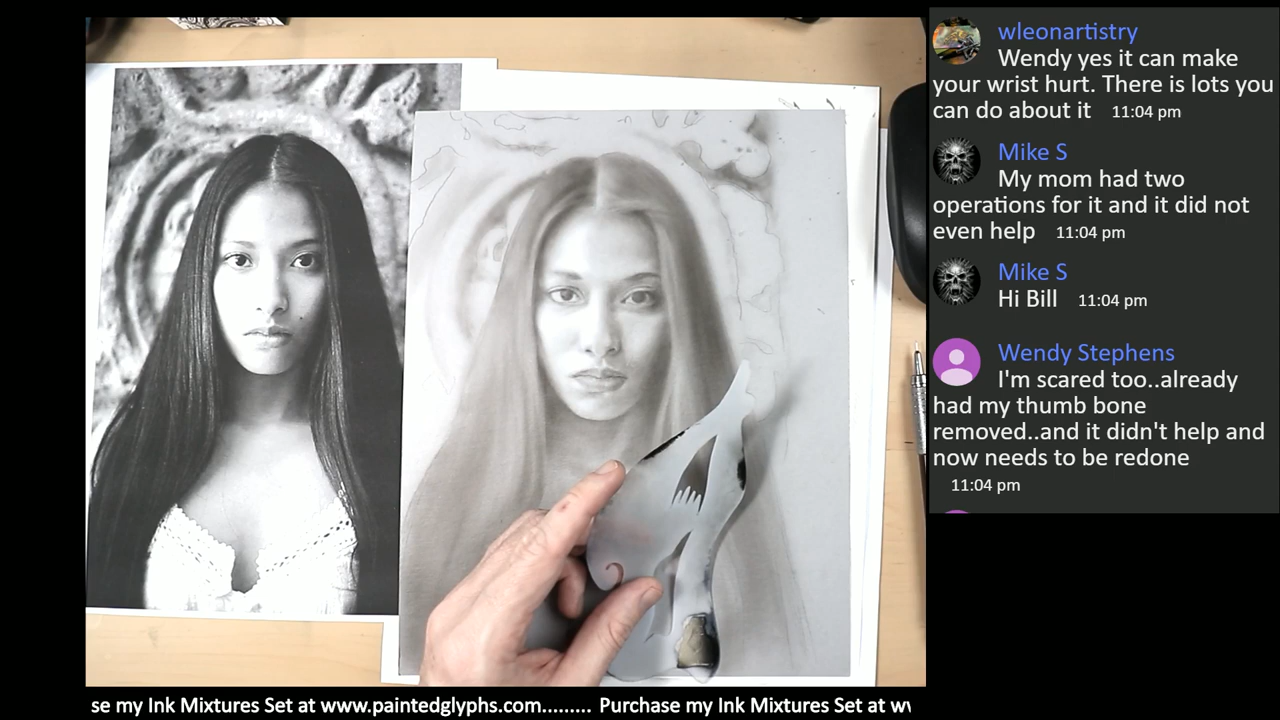 wleonartistry
Wendy yes it can make
your wrist hurt. There is lots you
can do about it 11:04 pm
Mike S
My mom had two
operations for it and it did not
even help 11:04 pm
Mike S
Hi Bill 11:04 pm
Wendy Stephens
I'm scared too..already
had my thumb bone
removed..and it didn't help and
now needs to be redone
11:04 pm
se my Ink Mixtures Set at www.paintedglyphs.com......... Purchase my Ink Mixtures Set at w